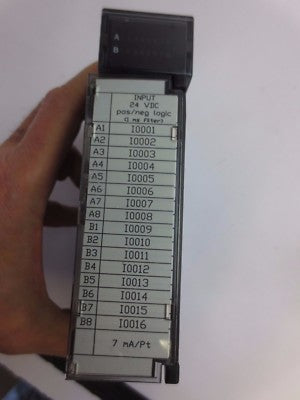 A
B
INPUT
24 VDC
pos/neg logic
(1 ms filter)
A1 I0001
A2 I0002
A3 I0003
A4 I0004
A5 I0005
A6 I0006
A7 I0007
A8 I0008
B1 I0009
B2 I0010
B3 I0011
B4 I0012
B5 I0013
B6 I0014
B7 I0015
B8 I0016
7 mA/Pt